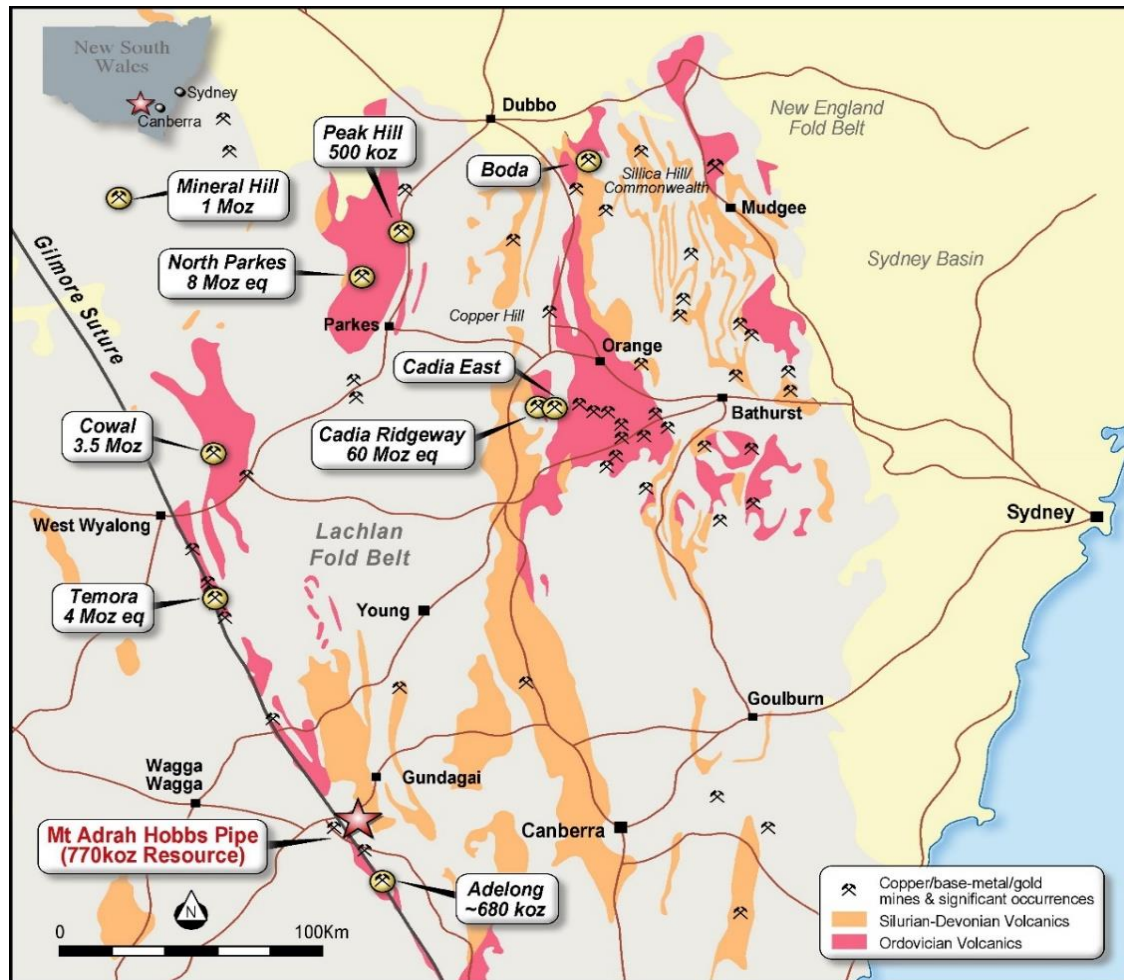 New South
Wales
Sydney
Canberra
Dubbo
New England
Fold Belt
Peak Hill
500 koz
Boda
Sillica Hill/
Commonwealth
Mineral Hill
1 Moz
Mudgee
Gilmore Suture
North Parkes
8 Moz eq
Sydney Basin
Parkes
Copper Hill
Orange
Cadia East
Bathurst
Cowal
3.5 Moz
Cadia Ridgeway
60 Moz eq
West Wyalong
Sydney
Lachlan
Fold Belt
Temora
4 Moz eq
Young
Goulburn
Wagga
Wagga
Gundagai
Mt Adrah Hobbs Pipe
(770koz Resource)
Canberra
Adelong
~680 koz
N
0
100Km
Copper/base-metal/gold
mines & significant occurrences
Silurian-Devonian Volcanics
Ordovician Volcanics